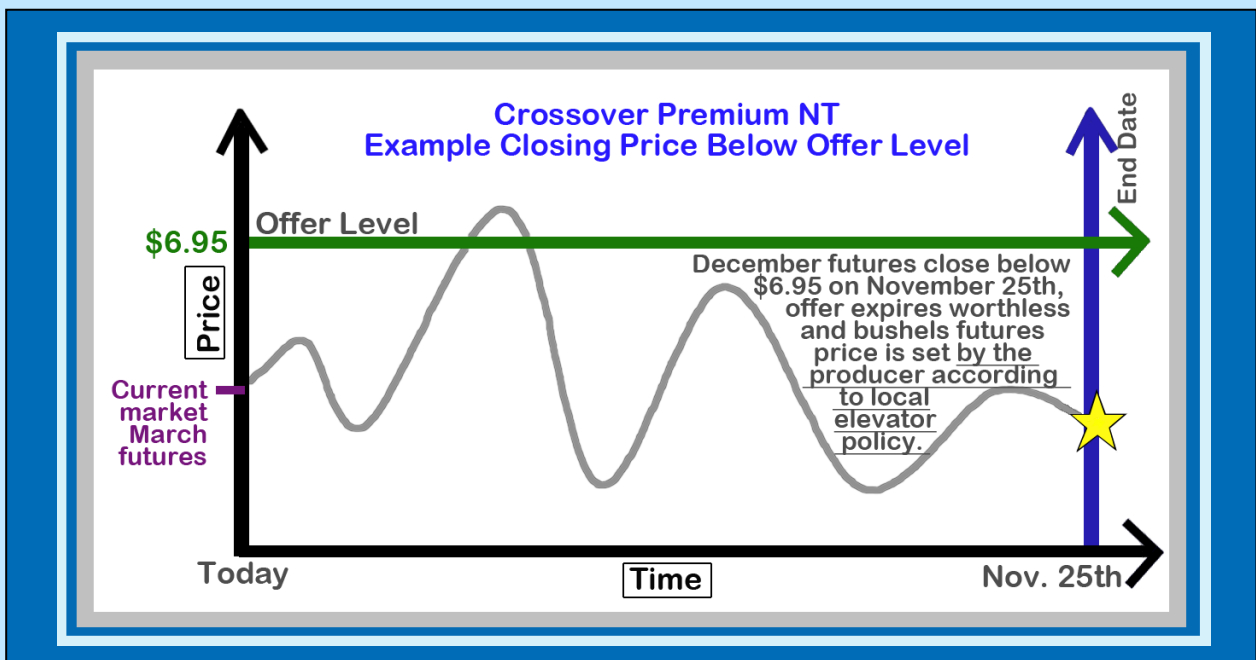 Crossover Premium NT
Example Closing Price Below Offer Level
End Date
Offer Level
$6.95
Price
December futures close below
$6.95 on November 25th,
offer expires worthless
and bushels futures
price is set by the
producer according
to local
elevator
policy.
Current
market
March
futures
Today
Time
Nov. 25th